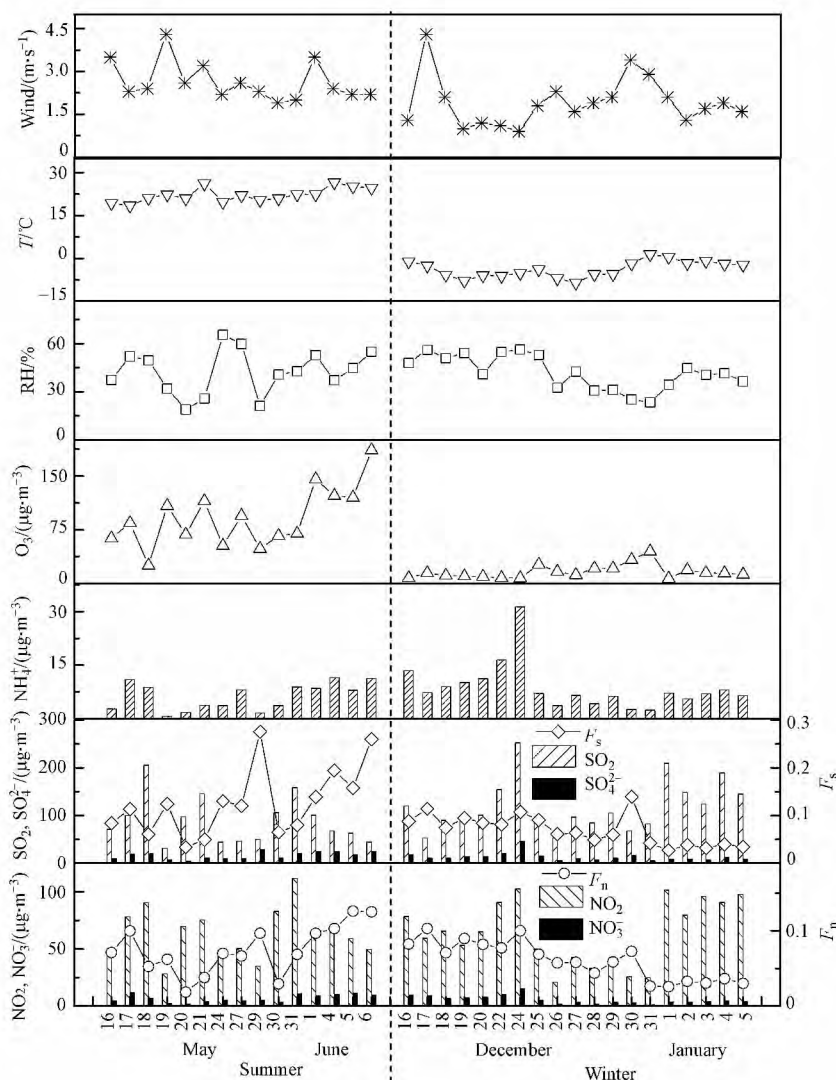 4.5
3.0
1.5
0
Wind/(m·s⁻¹)
30
15
0
−15
T/℃
60
30
0
RH/%
150
75
0
O₃/(μg·m⁻³)
30
15
NH₄⁺/(μg·m⁻³)
300
200
100
0
SO₂, SO₄²⁻/(μg·m⁻³)
Fₛ
SO₂
SO₄²⁻
0.3
0.2
0.1
0
Fₛ
100
50
0
NO₂, NO₃⁻/(μg·m⁻³)
Fₙ
NO₂
NO₃⁻
0.1
0
Fₙ
16 17 18 19 20 21 24 27 29 30 31 1 4 5 6 16 17 18 19 20 22 24 25 26 27 28 29 30 31 1 2 3 4 5
May June December January
Summer Winter